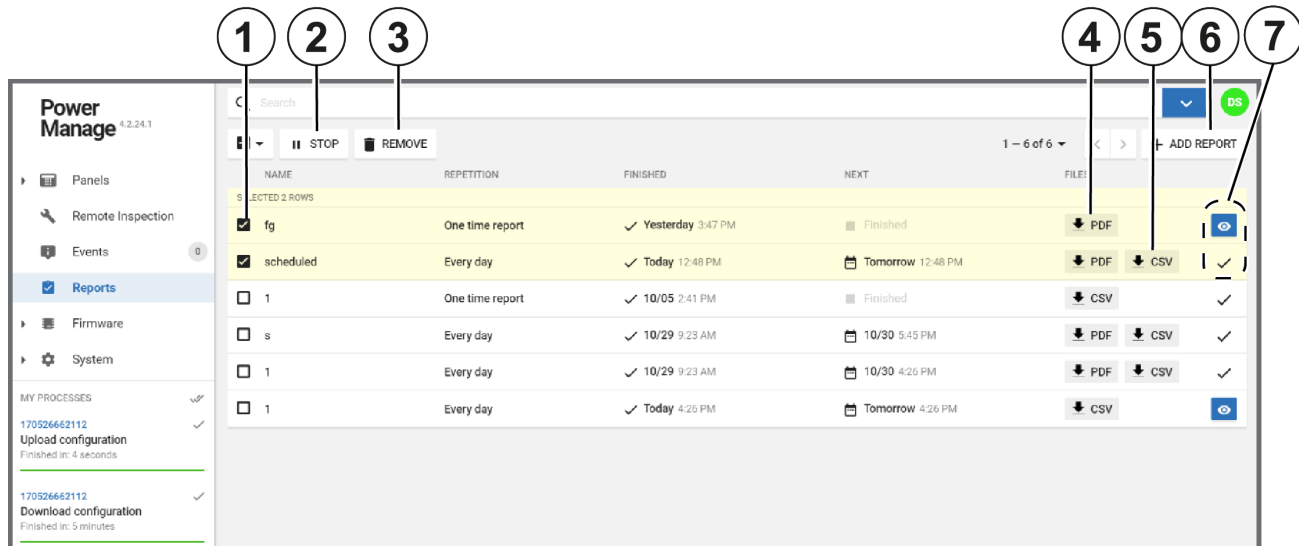 1 2 3 4 5 6 7
Power
Manage 4.2.24.1
Search
DS
STOP REMOVE 1 – 6 of 6 ADD REPORT
Panels
Remote Inspection
Events 0
Reports
Firmware
System
MY PROCESSES
170526662112
Upload configuration
Finished in: 4 seconds
170526662112
Download configuration
Finished in: 5 minutes
NAME REPETITION FINISHED NEXT FILES
SELECTED 2 ROWS
fg One time report Yesterday 3:47 PM Finished PDF
scheduled Every day Today 12:48 PM Tomorrow 12:48 PM PDF CSV
1 One time report 10/05 2:41 PM Finished CSV
s Every day 10/29 9:23 AM 10/30 5:45 PM PDF CSV
1 Every day 10/29 9:23 AM 10/30 4:26 PM PDF CSV
1 Every day Today 4:26 PM Tomorrow 4:26 PM CSV